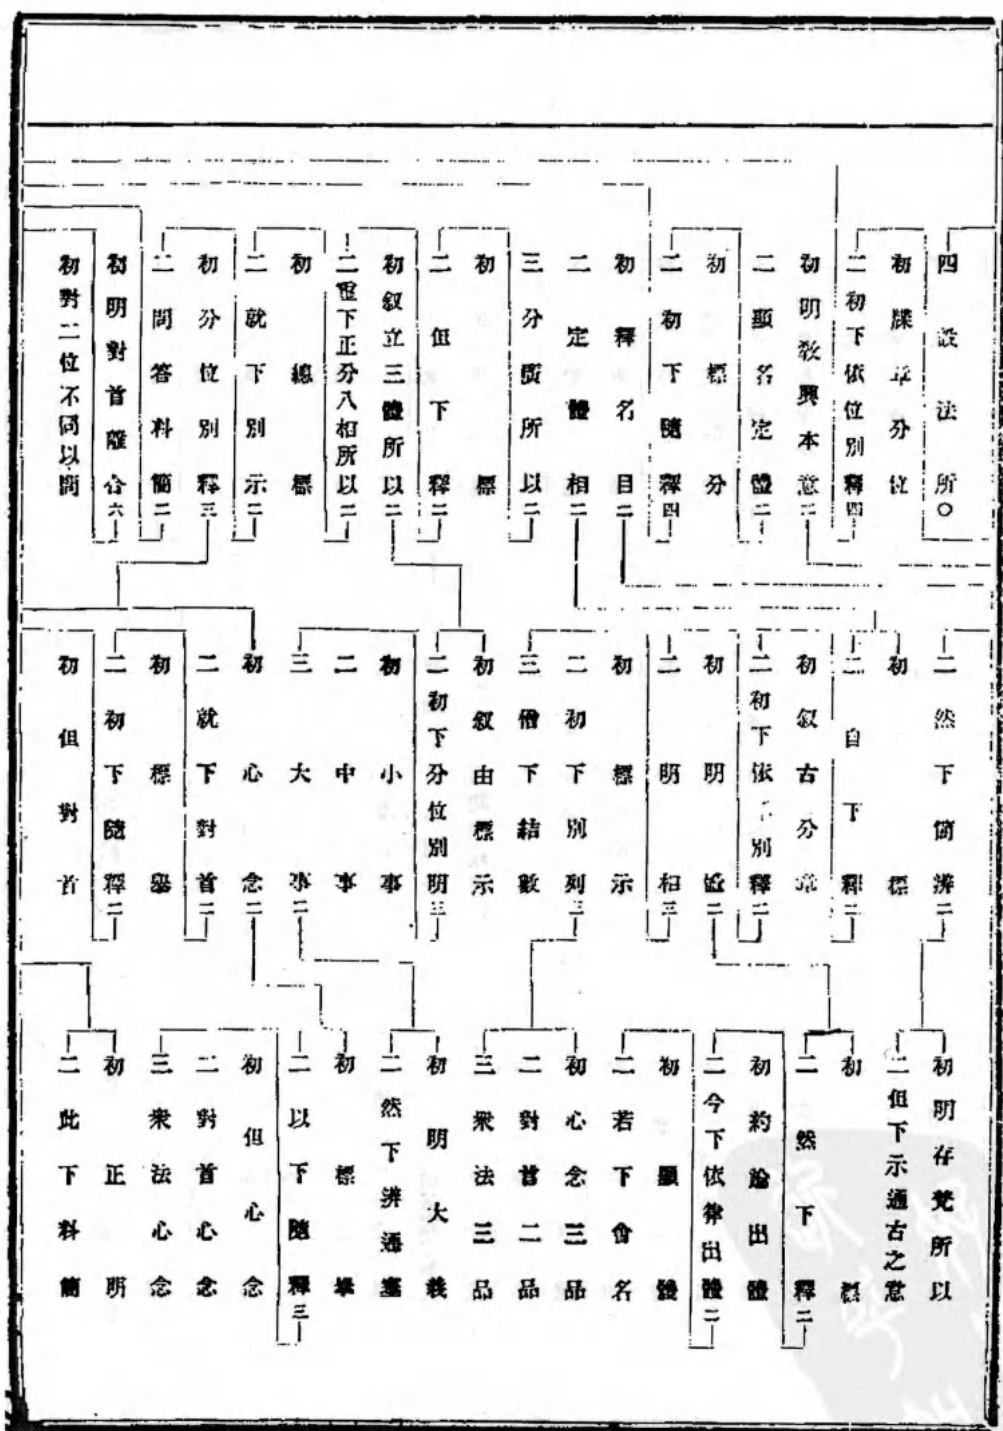 四設法所○
初牒章分位
二初下依位別釋四
初明教興本意二
二顯名定體二
初標分
二初下隨釋四
初釋名目二
二定體相二
三分廣所以二
初標
二但下釋二
初叙立三體所以二
二重下正分八相所以二
初總標
二就下別示二
初分位別釋三
二問答料簡二
初明對首離合六
初對二位不同以問
二然下簡辨二
初標
二自下釋二
初叙古分章
二初下依別釋二
初明
二明相三
初標示
二初下別列三
三僧下結數
初叙由標示
二初下分位別明三
初小事
二中事
三大事二
初心念二
二就下對首二
初標舉
二初下隨釋二
初但對首
初明存梵所以
二但下示通古之意
初標
二然下釋二
初約論出體
二今下依律出體二
初顯體
二若下會名
初心念三品
二對首二品
三衆法三品
初明大義
二然下辨通塞
初標舉
二以下隨釋三
初但心念
二對首心念
三衆法心念
初正明
二此下料簡